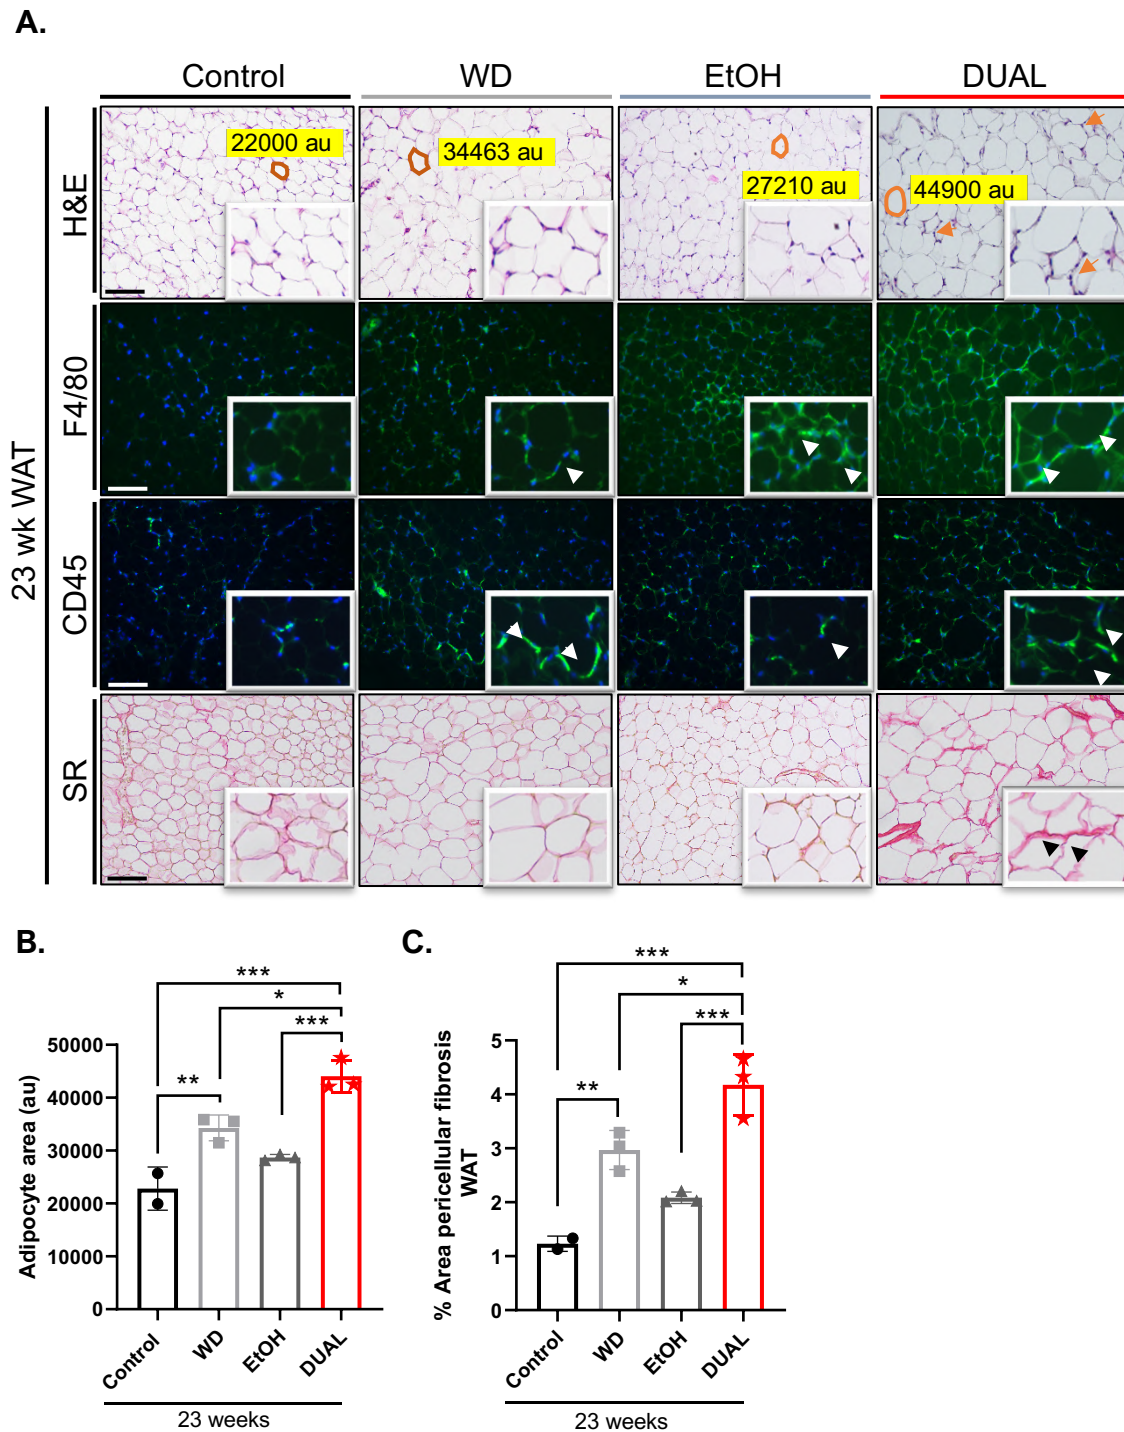 A.
Control WD EtOH DUAL
23 wk WAT
H&E
22000 au
34463 au
27210 au
44900 au
F4/80
CD45
SR
B.
***
*
***
**
Adipocyte area (au)
50000
40000
30000
20000
10000
0
Control WD EtOH DUAL
23 weeks
C.
***
*
***
**
% Area pericellular fibrosis
WAT
5
4
3
2
1
0
Control WD EtOH DUAL
23 weeks